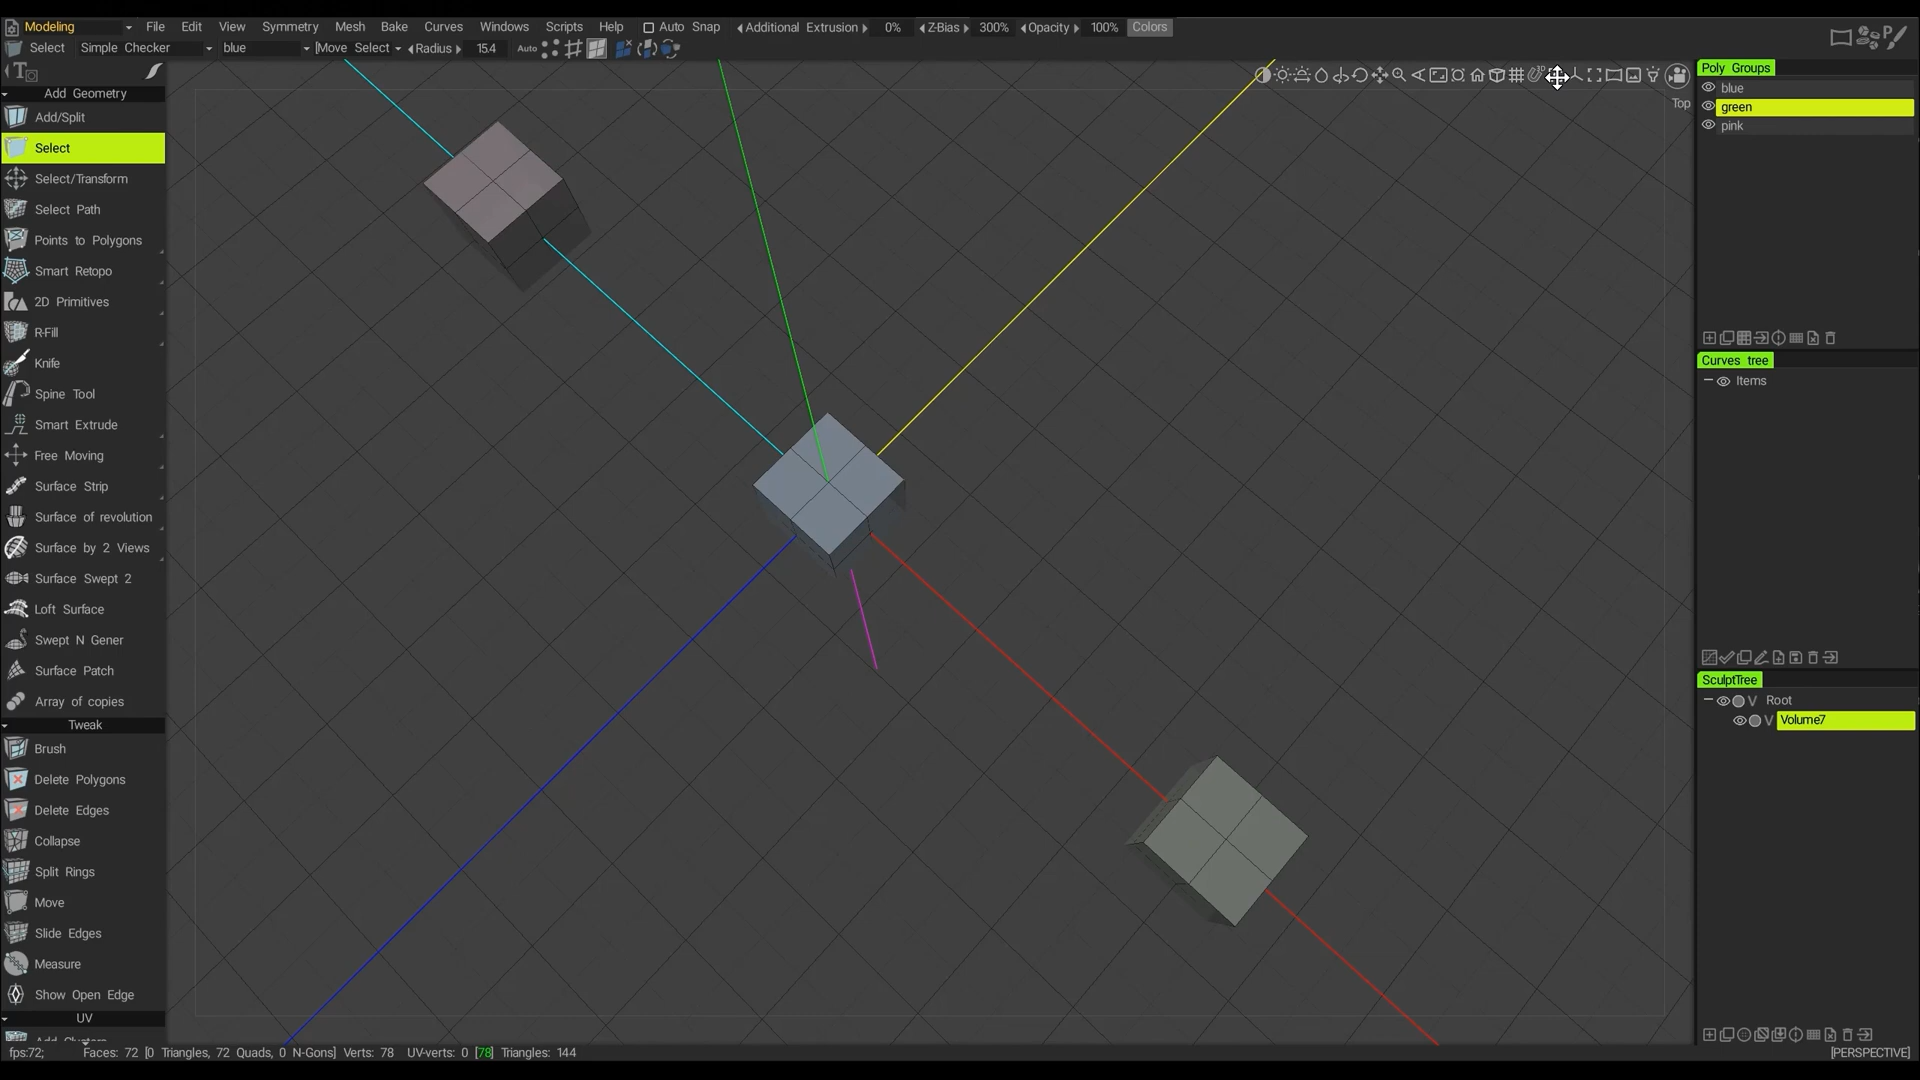 Modeling File Edit View Symmetry Mesh Bake Curves Windows Scripts Help Auto Snap Additional Extrusion 0% Z-Bias 300% Opacity 100% Colors
Select Simple Checker blue [Move Select Radius 15.4 Auto
Add Geometry
Add/Split
Select
Select/Transform
Select Path
Points to Polygons
Smart Retopo
2D Primitives
R-Fill
Knife
Spine Tool
Smart Extrude
Free Moving
Surface Strip
Surface of revolution
Surface by 2 Views
Surface Swept 2
Loft Surface
Swept N Gener
Surface Patch
Array of copies
Tweak
Brush
Delete Polygons
Delete Edges
Collapse
Split Rings
Move
Slide Edges
Measure
Show Open Edge
UV
Top
Poly Groups
blue
green
pink
Curves tree
Items
SculptTree
V Root
V Volume7
fps:72; Faces: 72 [0 Triangles, 72 Quads, 0 N-Gons] Verts: 78 UV-verts: 0 [78] Triangles: 144 [PERSPECTIVE]